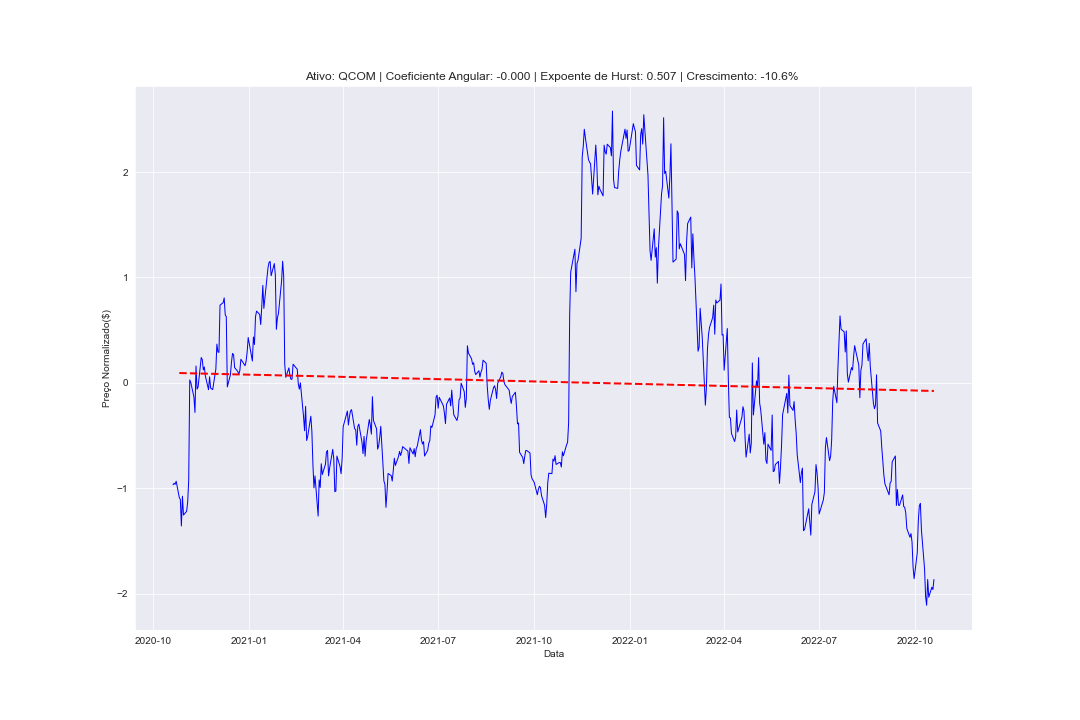 Ativo: QCOM | Coeficiente Angular: -0.000 | Expoente de Hurst: 0.507 | Crescimento: -10.6%
Preço Normalizado($)
2
1
0
−1
−2
2020-10 2021-01 2021-04 2021-07 2021-10 2022-01 2022-04 2022-07 2022-10
Data